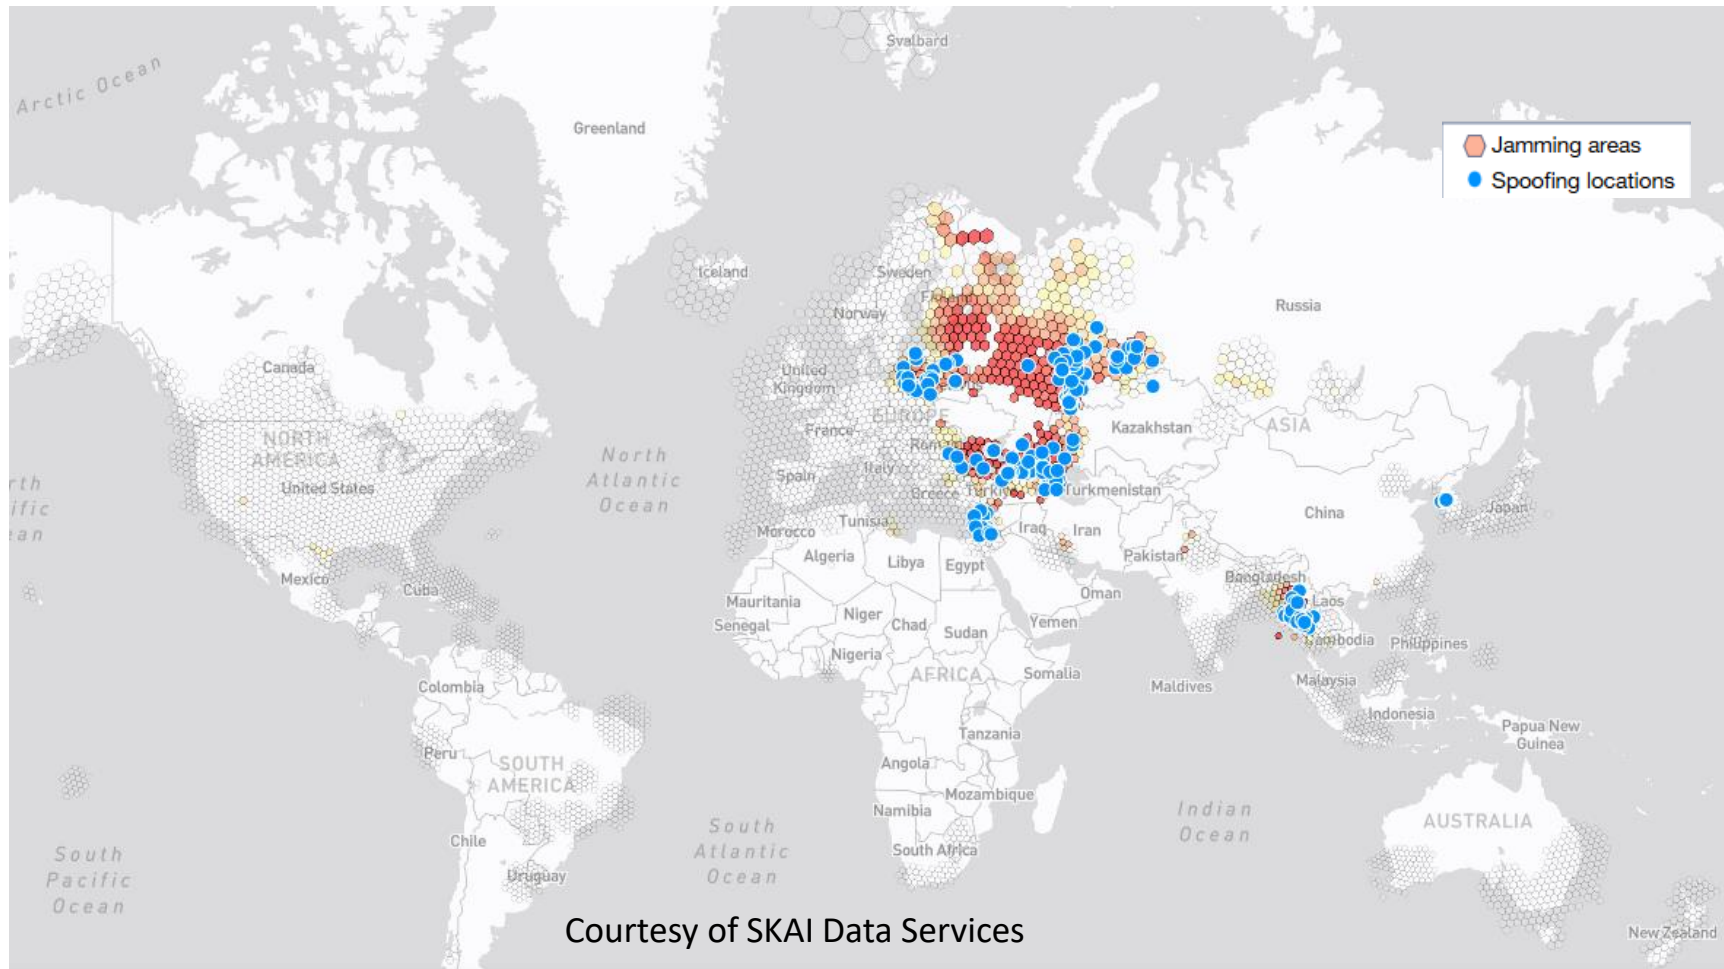 Svalbard
Arctic Ocean
Greenland
Jamming areas
Spoofing locations
Iceland
Sweden
Norway
Russia
United
Kingdom
Canada
EUROPE
France
Kazakhstan
ASIA
NORTH
AMERICA
North
Atlantic
Ocean
Italy
Spain
United States
Greece
Turkmenistan
China
Japan
Morocco
Tunisia
Iraq
Iran
Algeria
Libya
Egypt
Pakistan
Mexico
Cuba
Bangladesh
Mauritania
Oman
Laos
Senegal
Niger
Chad
Sudan
Yemen
Cambodia
Philippines
Nigeria
AFRICA
Somalia
Colombia
Maldives
Malaysia
Indonesia
Tanzania
Papua New
Guinea
Peru
SOUTH
AMERICA
Angola
Mozambique
Namibia
Indian
Ocean
AUSTRALIA
Chile
South
Atlantic
Ocean
South Africa
South
Pacific
Ocean
Uruguay
New Zealand
Courtesy of SKAI Data Services